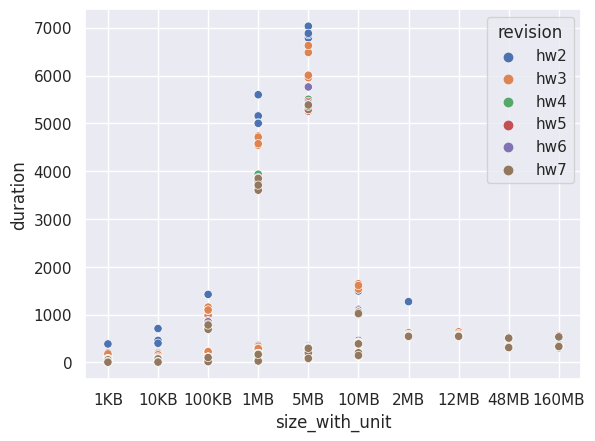 7000
6000
5000
4000
3000
2000
1000
0
duration
1KB 10KB 100KB 1MB 5MB 10MB 2MB 12MB 48MB 160MB
size_with_unit
revision
hw2
hw3
hw4
hw5
hw6
hw7